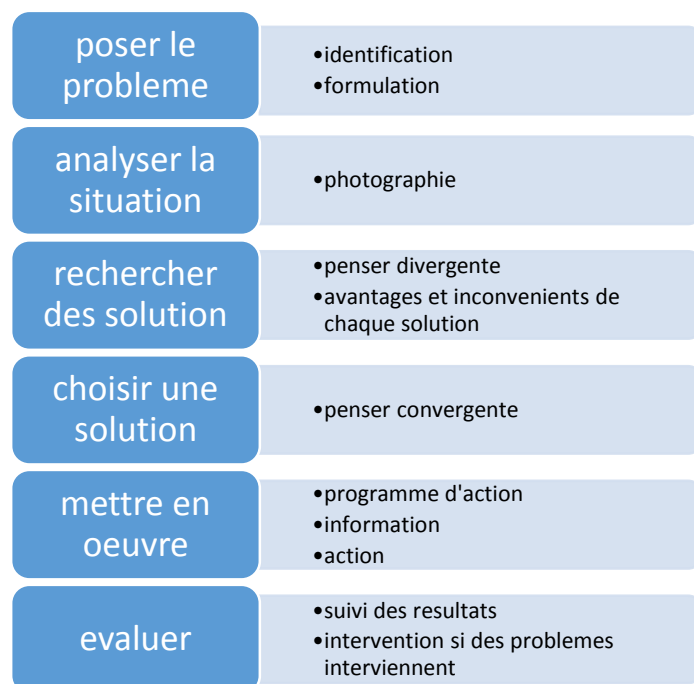 poser le
probleme
•identification
•formulation
analyser la
situation
•photographie
rechercher
des solution
•penser divergente
•avantages et inconvenients de
chaque solution
choisir une
solution
•penser convergente
mettre en
oeuvre
•programme d'action
•information
•action
evaluer
•suivi des resultats
•intervention si des problemes
interviennent